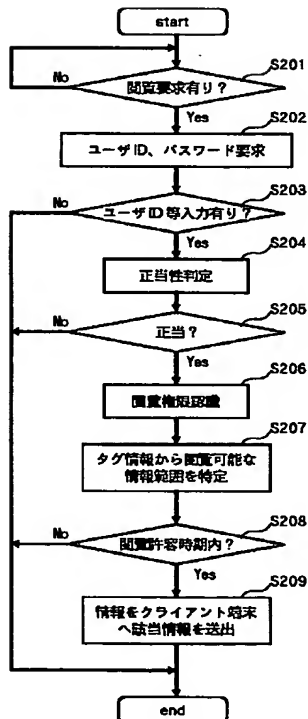 start
S201
No
閲覧要求有り?
Yes
S202
ユーザID、パスワード要求
S203
No
ユーザID等入力有り?
Yes
S204
正当性判定
S205
No
正当?
Yes
S206
閲覧権限認識
S207
タグ情報から閲覧可能な
情報範囲を特定
S208
No
閲覧許容時期内?
Yes
S209
情報をクライアント端末
へ該当情報を送出
end